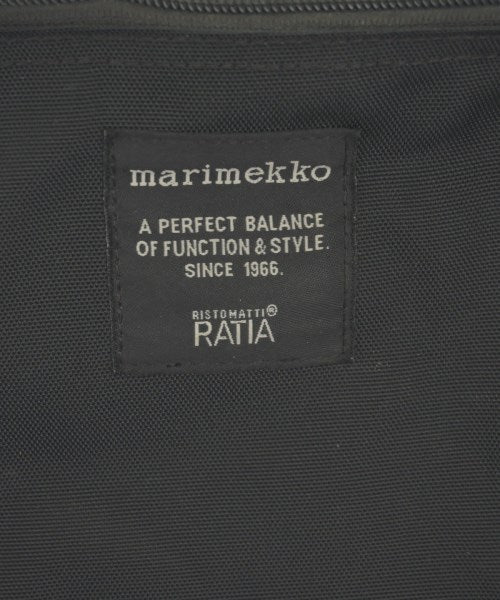 marimekko
A PERFECT BALANCE
OF FUNCTION & STYLE.
SINCE 1966.
RISTOMATTI®
RATIA